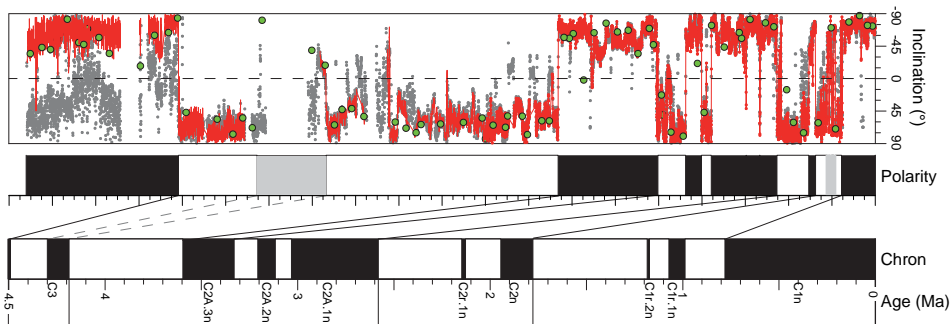 -90
45
0
45
90
Inclination (°)
Polarity
Chron
4.5 C3 4 C2A.3n C2A.2n 3 C2A.1n C2r.1n 2 C2n C1r.2n C1r.1n 1 C1n 0 Age (Ma)